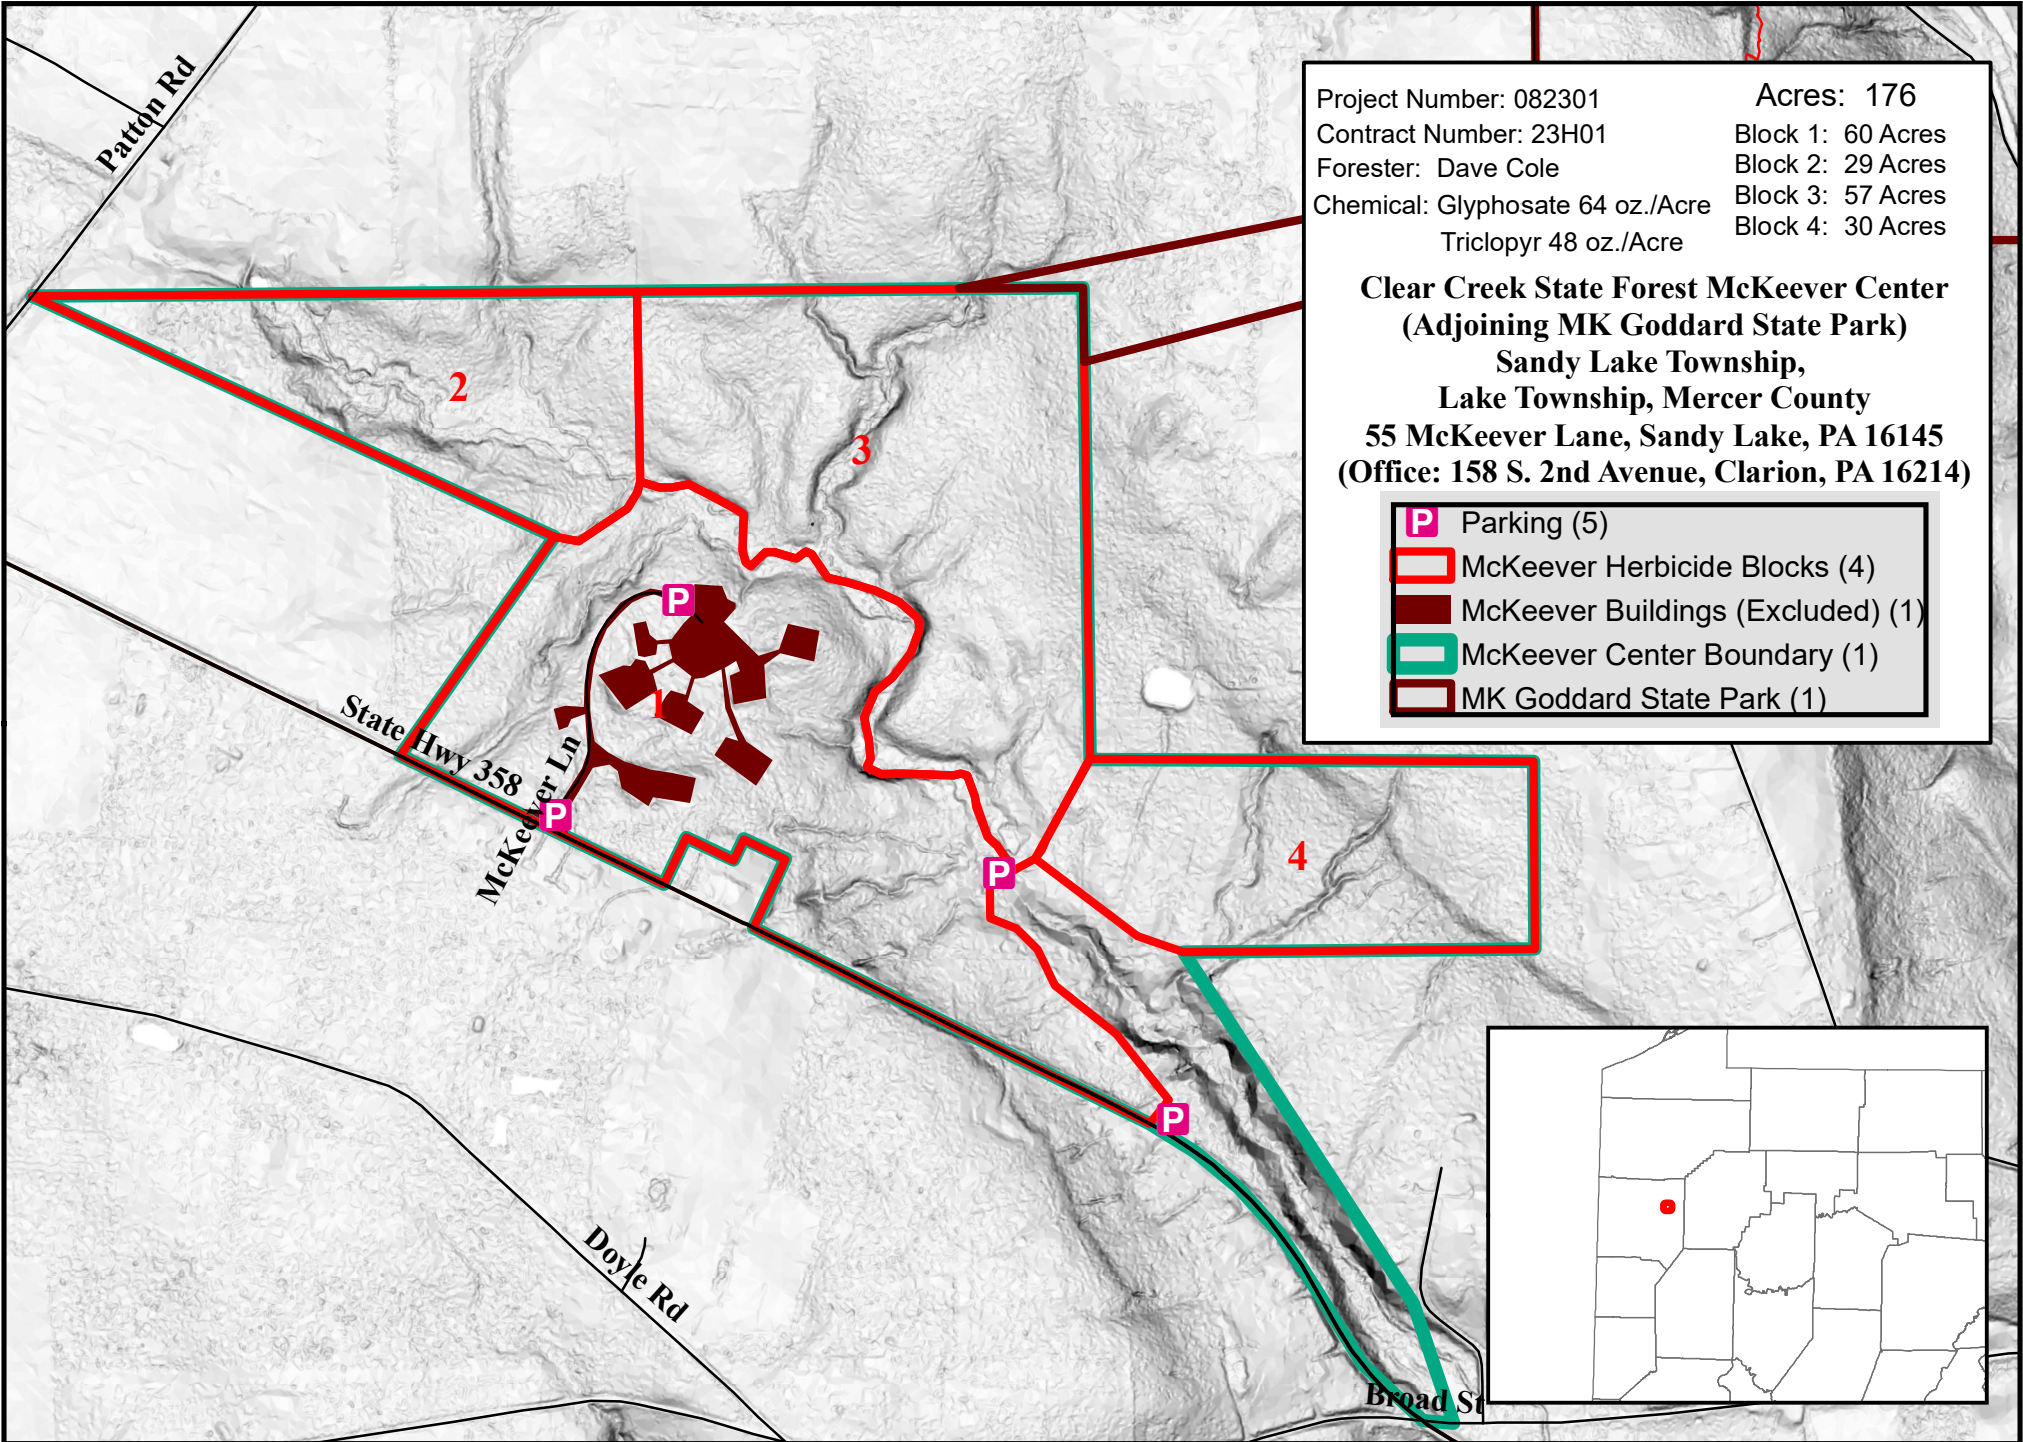 Patton Rd
Project Number: 082301
Contract Number: 23H01
Forester: Dave Cole
Chemical: Glyphosate 64 oz./Acre
Triclopyr 48 oz./Acre
Acres: 176
Block 1: 60 Acres
Block 2: 29 Acres
Block 3: 57 Acres
Block 4: 30 Acres
Clear Creek State Forest McKeever Center
(Adjoining MK Goddard State Park)
Sandy Lake Township,
Lake Township, Mercer County
55 McKeever Lane, Sandy Lake, PA 16145
(Office: 158 S. 2nd Avenue, Clarion, PA 16214)
P Parking (5)
McKeever Herbicide Blocks (4)
McKeever Buildings (Excluded) (1)
McKeever Center Boundary (1)
MK Goddard State Park (1)
2
3
P
1
State Hwy 358
McKeever Ln
P
P
4
P
Doyle Rd
Broad St